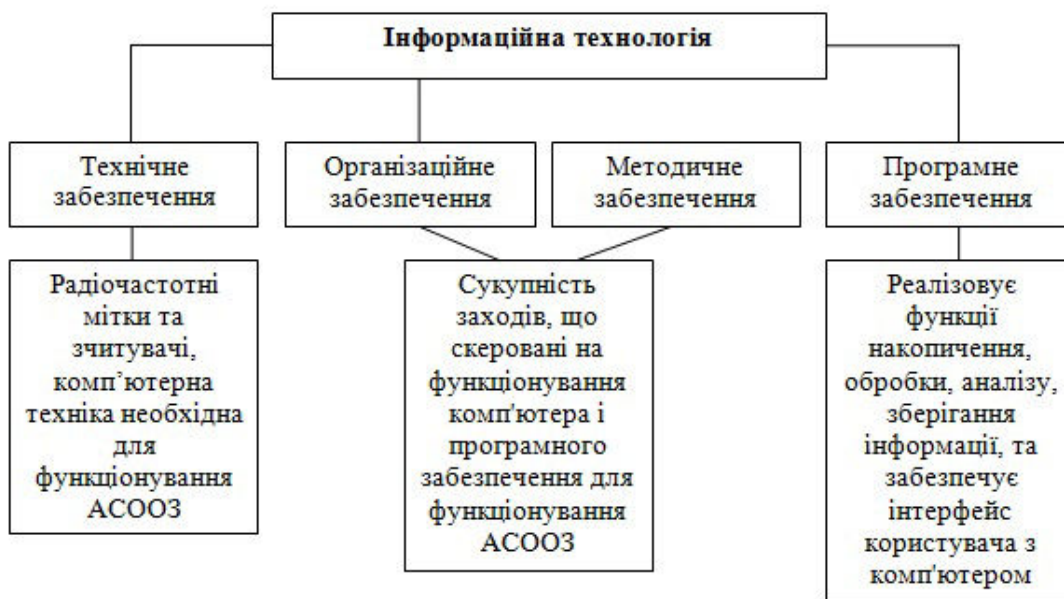 Інформаційна технологія
Технічне
забезпечення
Організаційне
забезпечення
Методичне
забезпечення
Програмне
забезпечення
Радіочастотні
мітки та
зчитувачі,
комп’ютерна
техніка необхідна
для
функціонування
АСООЗ
Сукупність
заходів, що
скеровані на
функціонування
комп'ютера і
програмного
забезпечення для
функціонування
АСООЗ
Реалізовує
функції
накопичення,
обробки, аналізу,
зберігання
інформації, та
забезпечує
інтерфейс
користувача з
комп'ютером